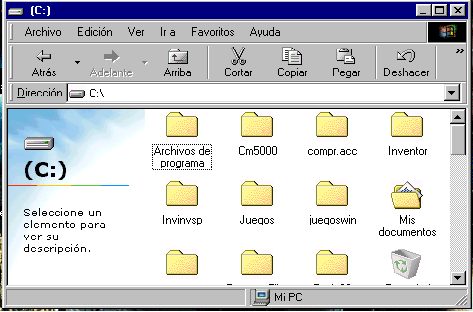 (C:)
Archivo Edición Ver Ir a Favoritos Ayuda
»
Atrás Adelante Arriba Cortar Copiar Pegar Deshacer
Dirección C:\
(C:)
Seleccione un
elemento para
ver su
descripción.
Archivos de
programa
Cm5000
compr.acc
Inventor
Invinvsp
Juegos
juegoswin
Mis
documentos
Mi PC